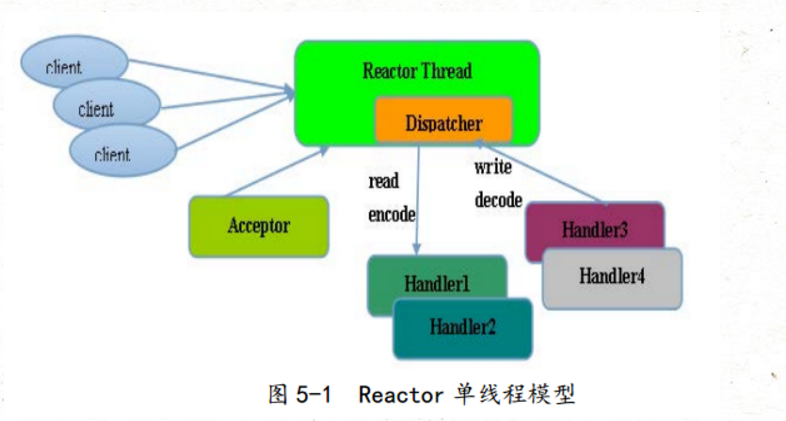 client
client
client
Reactor Thread
Dispatcher
read
encode
write
decode
Acceptor
Handler3
Handler4
Handler1
Handler2
图 5-1 Reactor 单线程模型